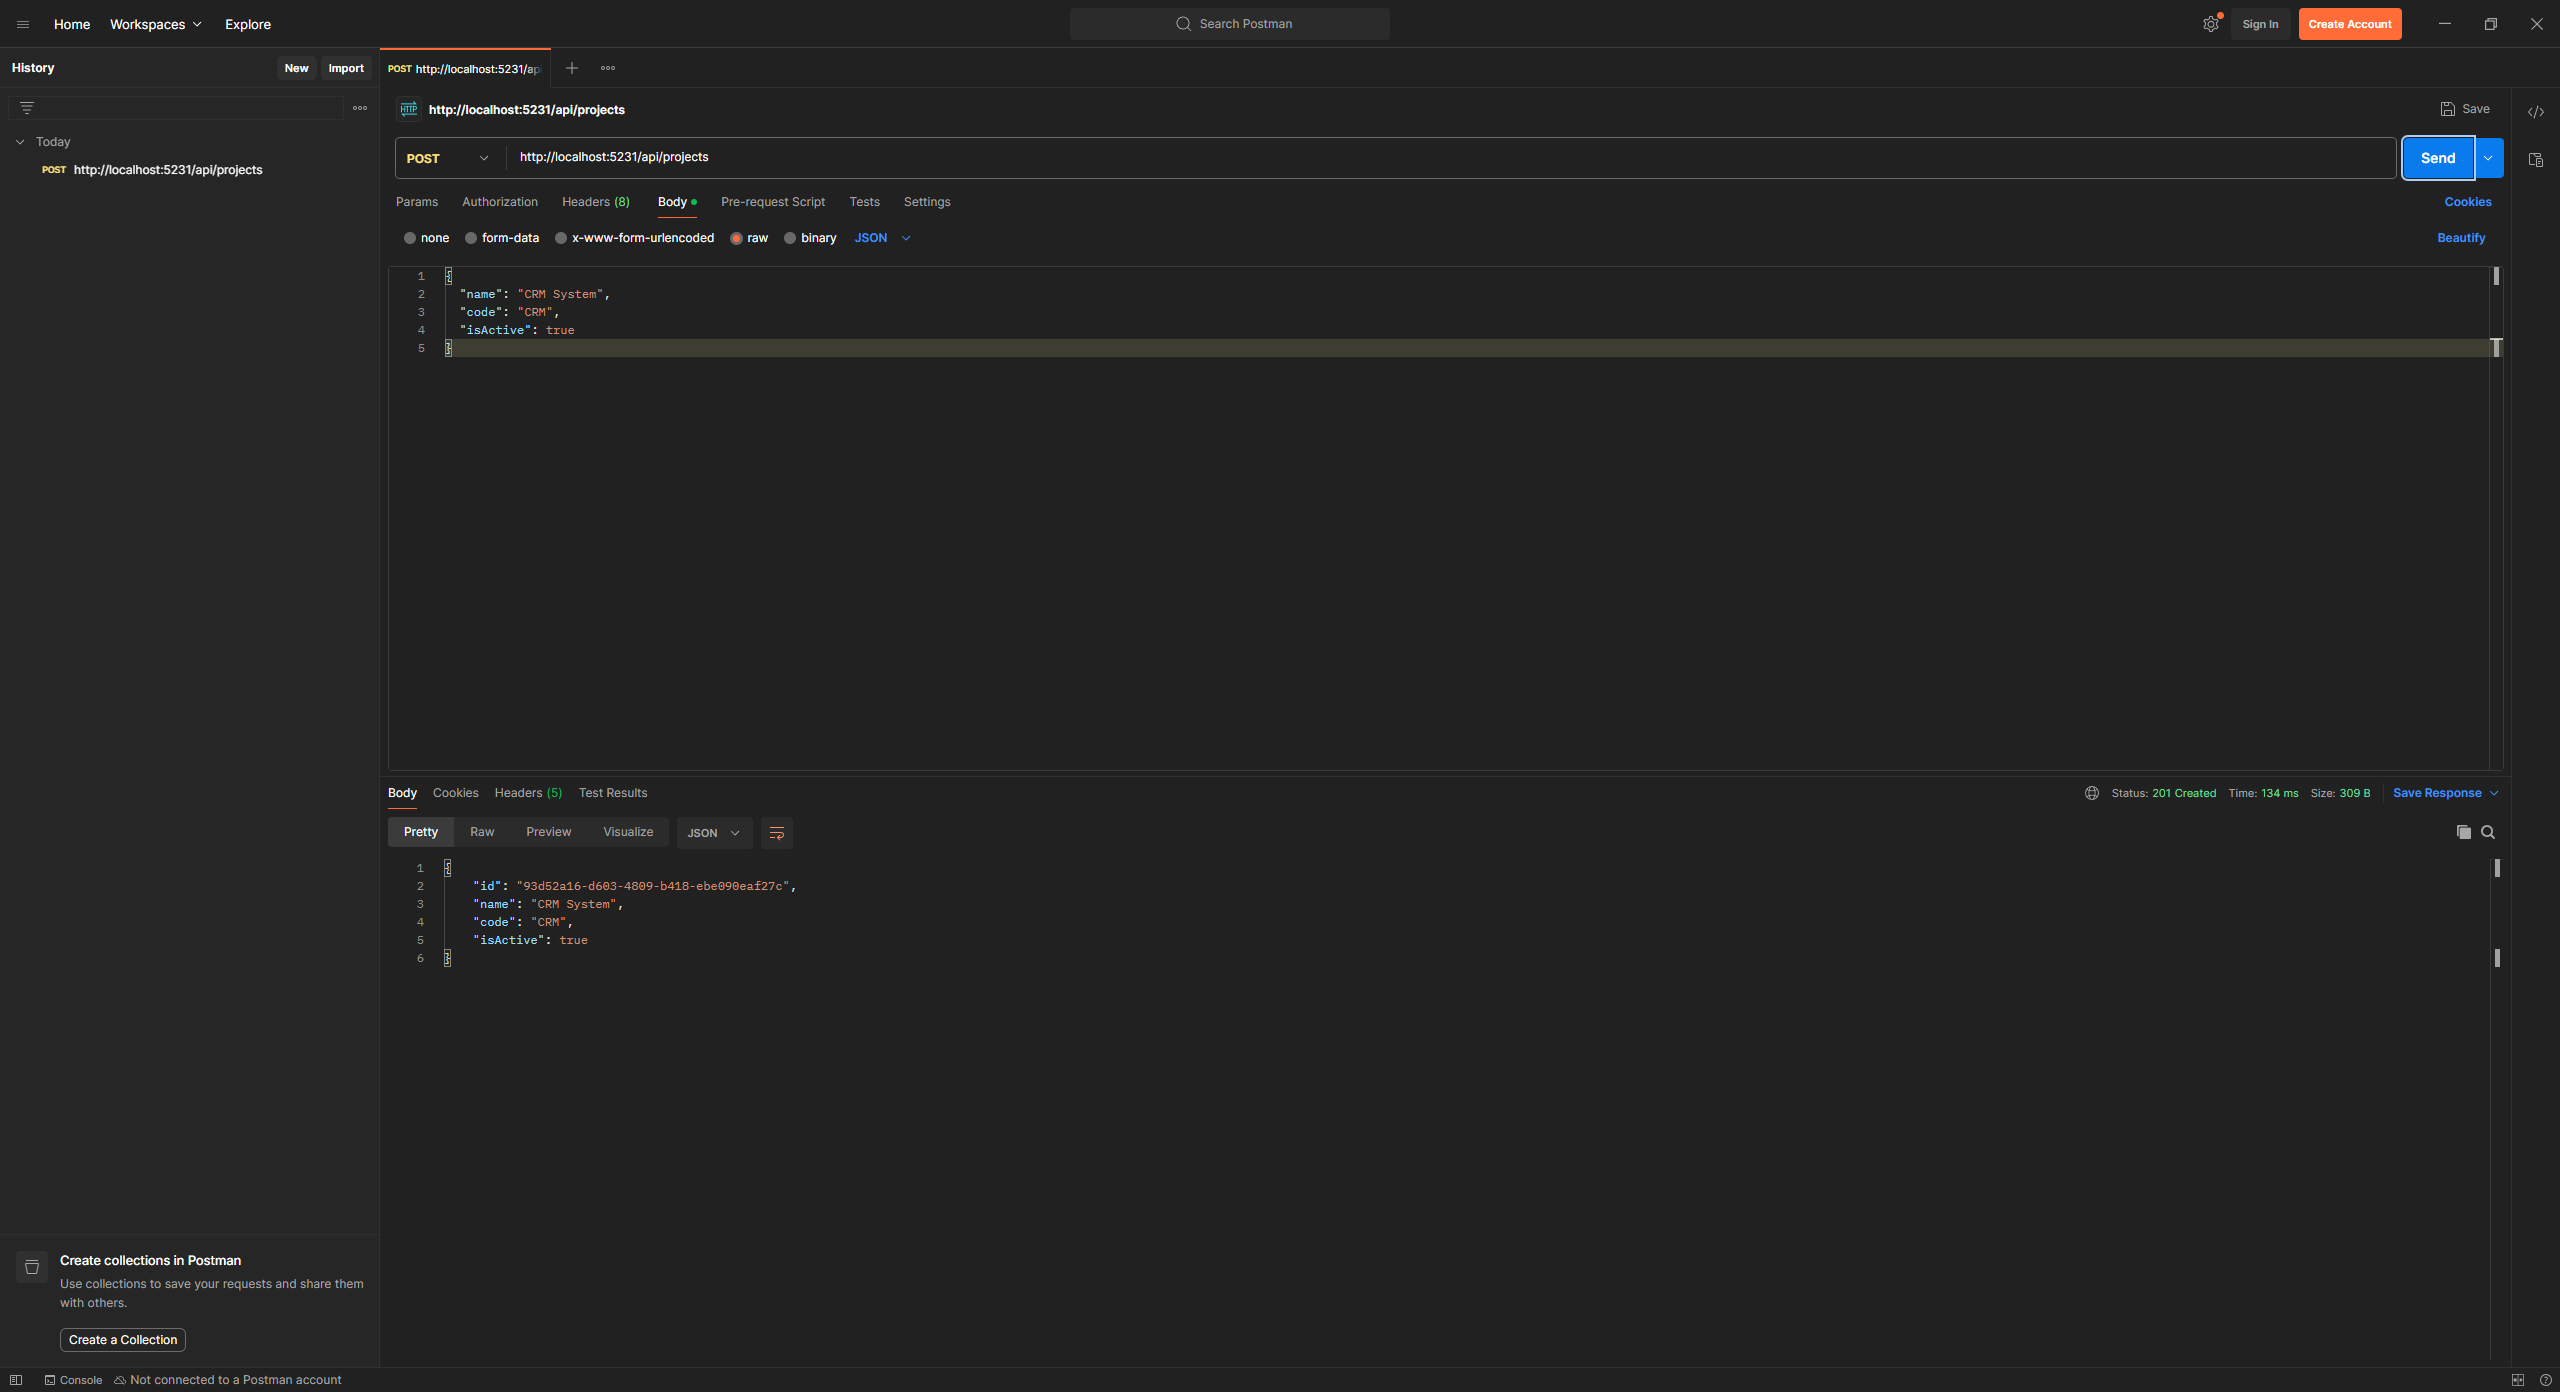 Home Workspaces Explore Search Postman Sign In Create Account
History New Import POST http://localhost:5231/api
http://localhost:5231/api/projects Save
Today
POST http://localhost:5231/api/projects
POST http://localhost:5231/api/projects Send
Params Authorization Headers (8) Body Pre-request Script Tests Settings Cookies
none form-data x-www-form-urlencoded raw binary JSON Beautify
1 {
2 "name": "CRM System",
3 "code": "CRM",
4 "isActive": true
5 }
Body Cookies Headers (5) Test Results Status: 201 Created Time: 134 ms Size: 309 B Save Response
Pretty Raw Preview Visualize JSON
1 {
2 "id": "93d52a16-d603-4809-b418-ebe090eaf27c",
3 "name": "CRM System",
4 "code": "CRM",
5 "isActive": true
6 }
Create collections in Postman
Use collections to save your requests and share them
with others.
Create a Collection
Console Not connected to a Postman account